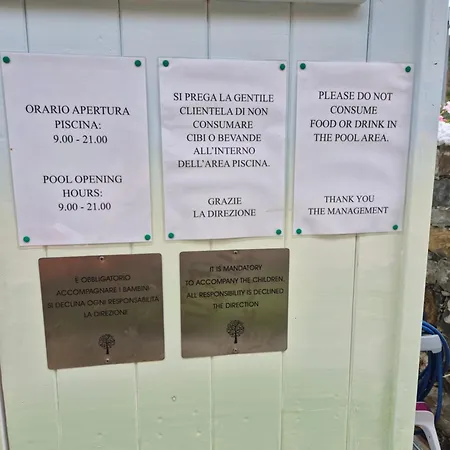 ORARIO APERTURA
PISCINA:
9.00 - 21.00
POOL OPENING
HOURS:
9.00 - 21.00
SI PREGA LA GENTILE
CLIENTELA DI NON
CONSUMARE
CIBI O BEVANDE
ALL'INTERNO
DELL'AREA PISCINA.
GRAZIE
LA DIREZIONE
PLEASE DO NOT
CONSUME
FOOD OR DRINK IN
THE POOL AREA.
THANK YOU
THE MANAGEMENT
È OBBLIGATORIO
ACCOMPAGNARE I BAMBINI
SI DECLINA OGNI RESPONSABILITÀ
LA DIREZIONE
IT IS MANDATORY
TO ACCOMPANY THE CHILDREN,
ALL RESPONSIBILITY IS DECLINED
THE DIRECTION